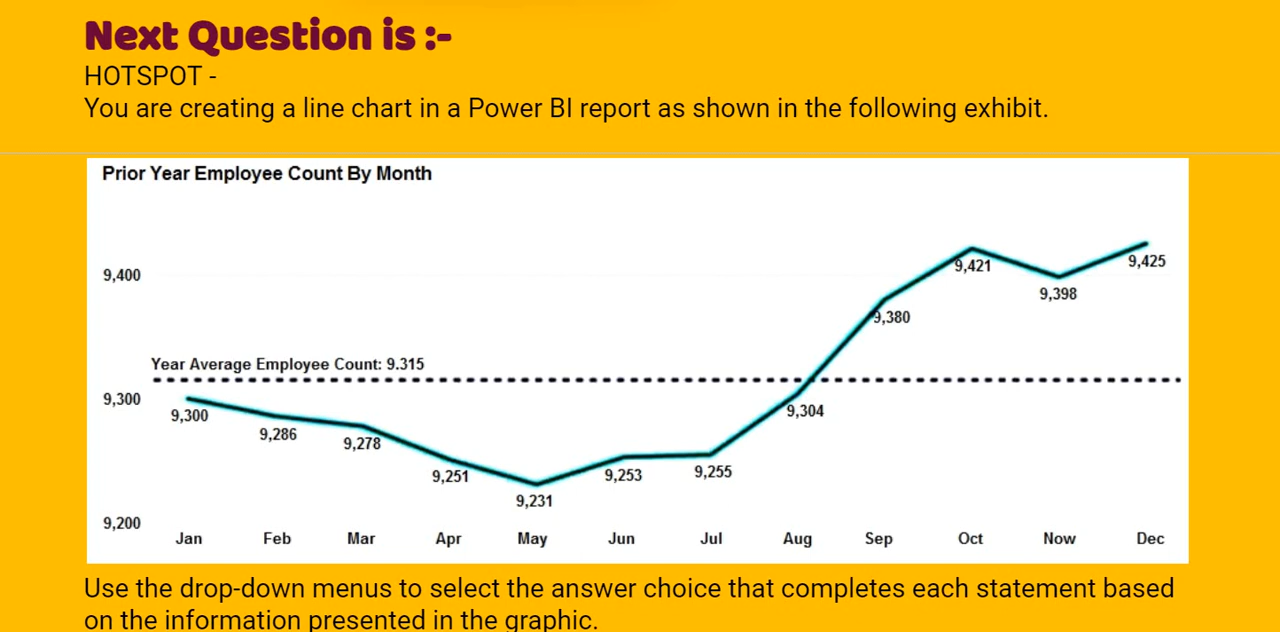 Next Question is :-
HOTSPOT -
You are creating a line chart in a Power BI report as shown in the following exhibit.
Prior Year Employee Count By Month
9,400
9,421
9,425
9,398
9,380
Year Average Employee Count: 9.315
9,300
9,300
9,286
9,278
9,251
9,231
9,253
9,255
9,304
9,200
Jan Feb Mar Apr May Jun Jul Aug Sep Oct Now Dec
Use the drop-down menus to select the answer choice that completes each statement based
on the information presented in the graphic.